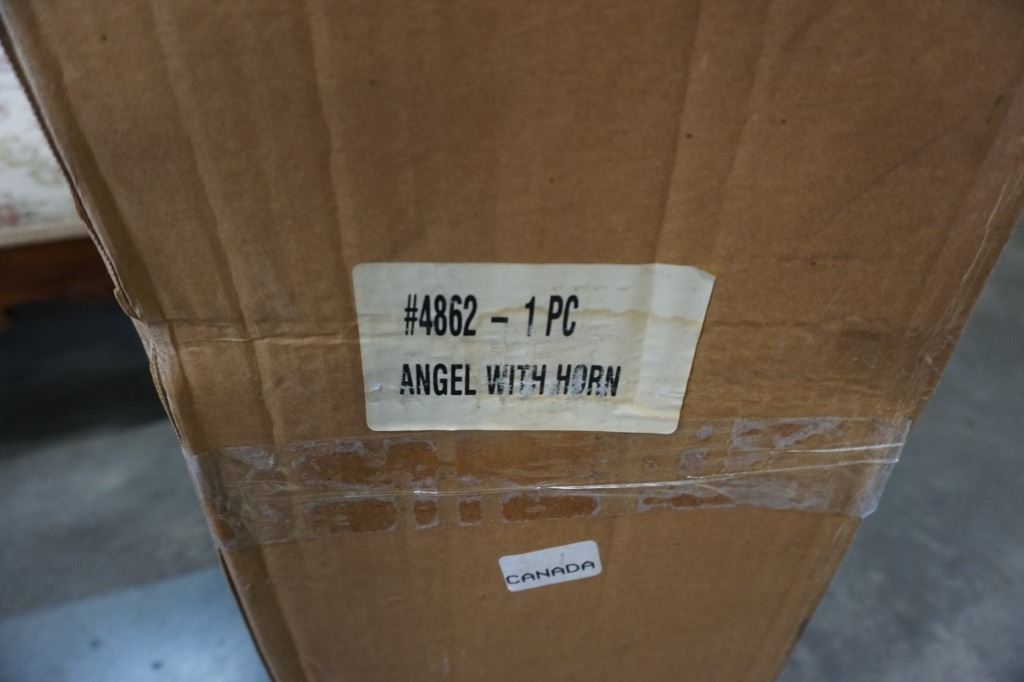 #4862 – 1 PC
ANGEL WITH HORN
CANADA